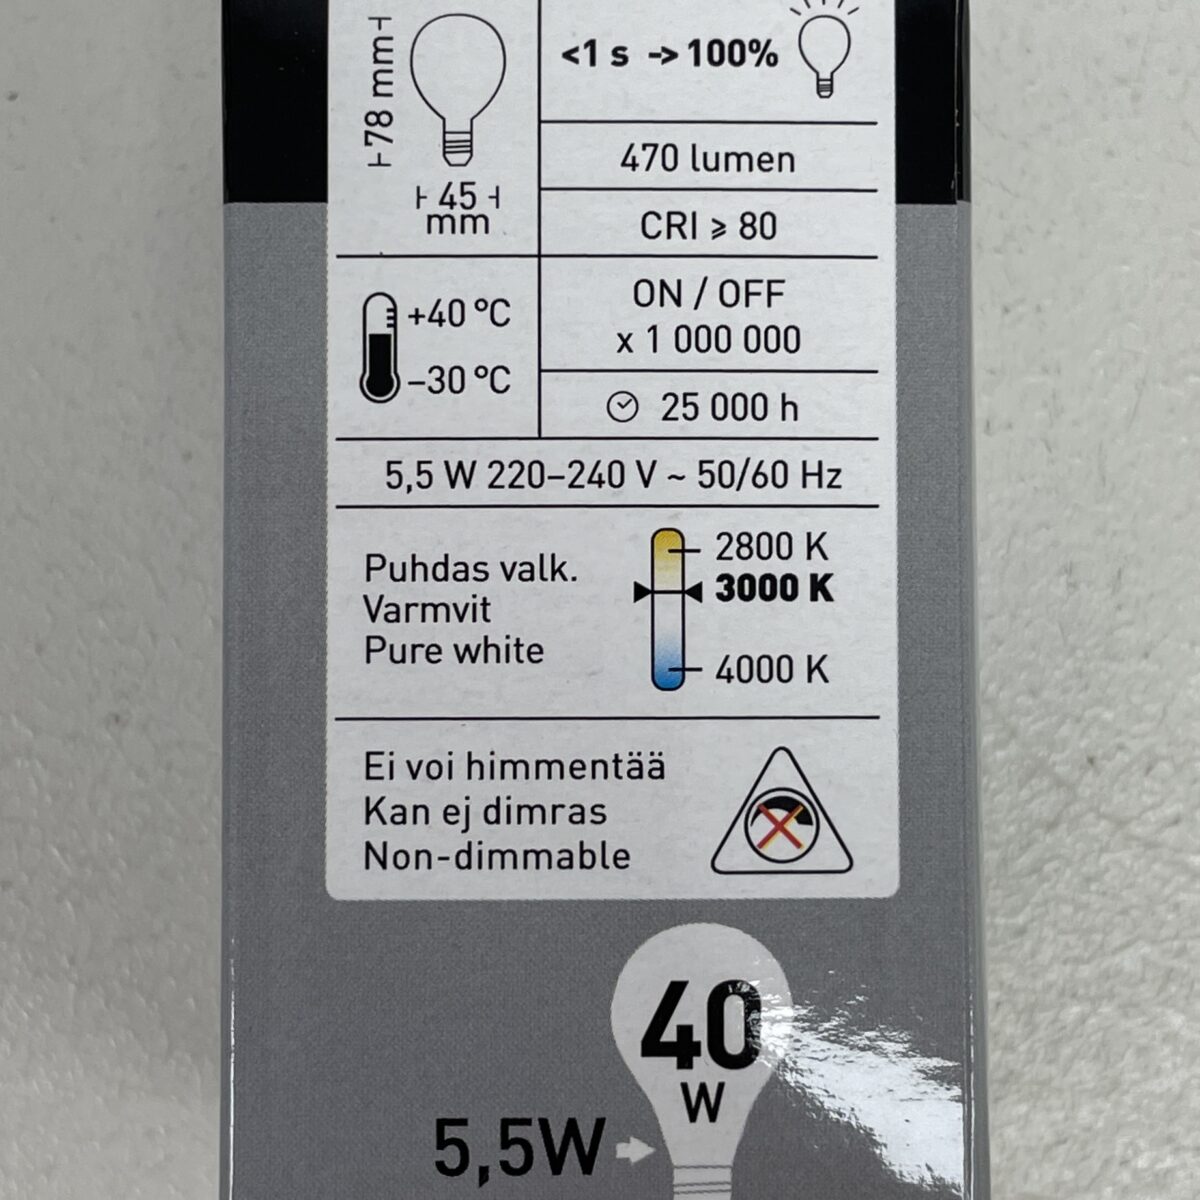 78 mm
45
mm
<1 s -> 100%
470 lumen
CRI ⩾ 80
+40 °C
-30 °C
ON / OFF
x 1 000 000
25 000 h
5,5 W 220–240 V ~ 50/60 Hz
Puhdas valk.
Varmvit
Pure white
2800 K
3000 K
4000 K
Ei voi himmentää
Kan ej dimras
Non-dimmable
40
W
5,5W